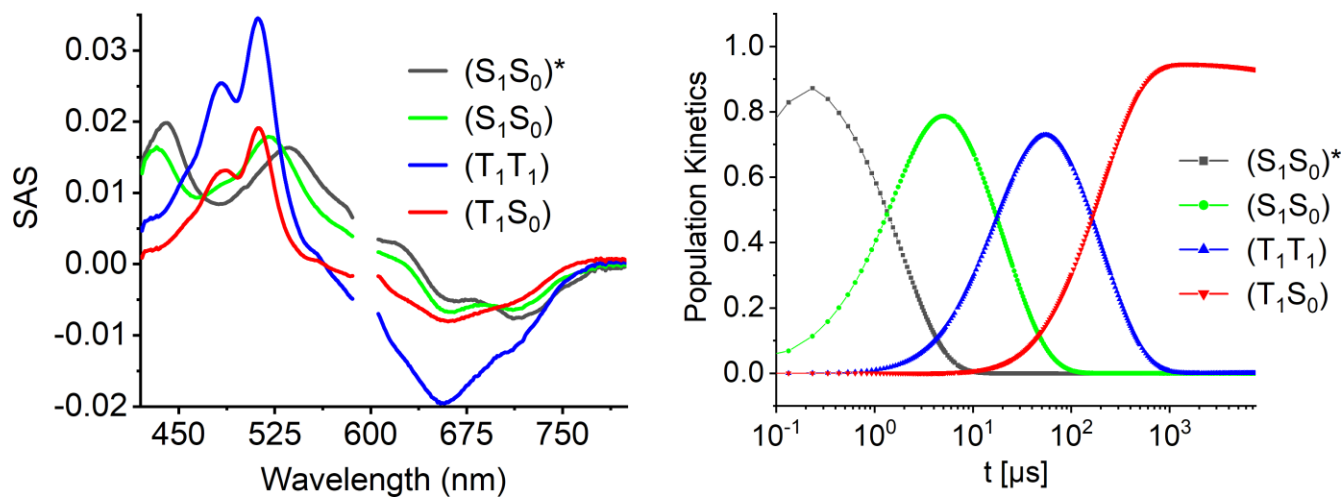 0.03
0.02
0.01
0.00
-0.01
-0.02
SAS
450 525 600 675 750
Wavelength (nm)
(S₁S₀)*
(S₁S₀)
(T₁T₁)
(T₁S₀)
1.0
0.8
0.6
0.4
0.2
0.0
Population Kinetics
10⁻¹ 10⁰ 10¹ 10² 10³
t [µs]
(S₁S₀)*
(S₁S₀)
(T₁T₁)
(T₁S₀)